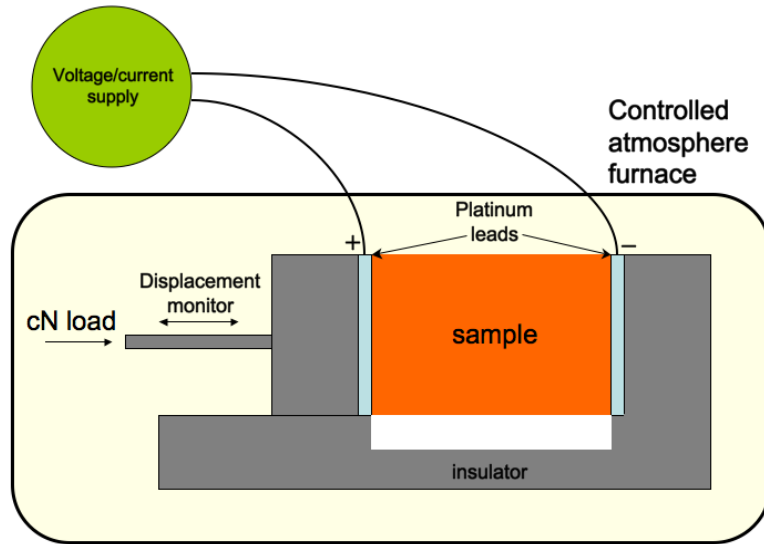 Voltage/current
supply
Controlled
atmosphere
furnace
Platinum
leads
+
–
Displacement
monitor
cN load
sample
insulator